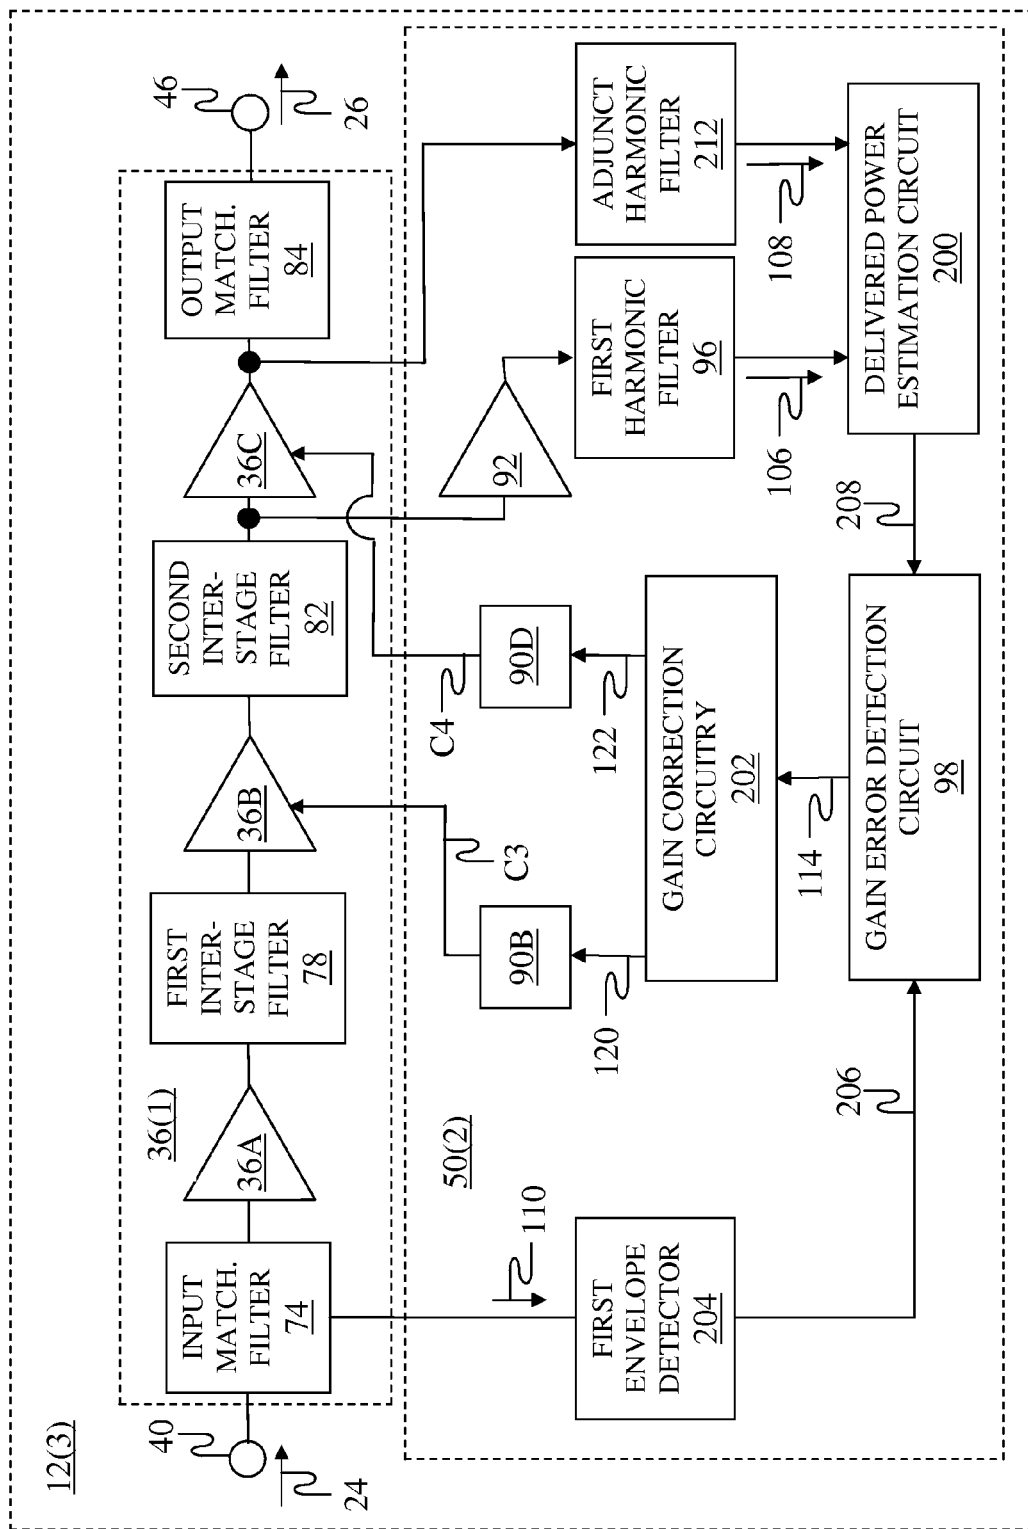 12(3)
40
24
INPUT
MATCH.
FILTER
74
36(1)
36A
FIRST
INTER-
STAGE
FILTER
78
36B
SECOND
INTER-
STAGE
FILTER
82
36C
OUTPUT
MATCH.
FILTER
84
46
26
50(2)
110
FIRST
ENVELOPE
DETECTOR
204
206
C3
90B
120
C4
90D
122
GAIN CORRECTION
CIRCUITRY
202
114
GAIN ERROR DETECTION
CIRCUIT
98
92
FIRST
HARMONIC
FILTER
96
106
ADJUNCT
HARMONIC
FILTER
212
108
DELIVERED POWER
ESTIMATION CIRCUIT
200
208